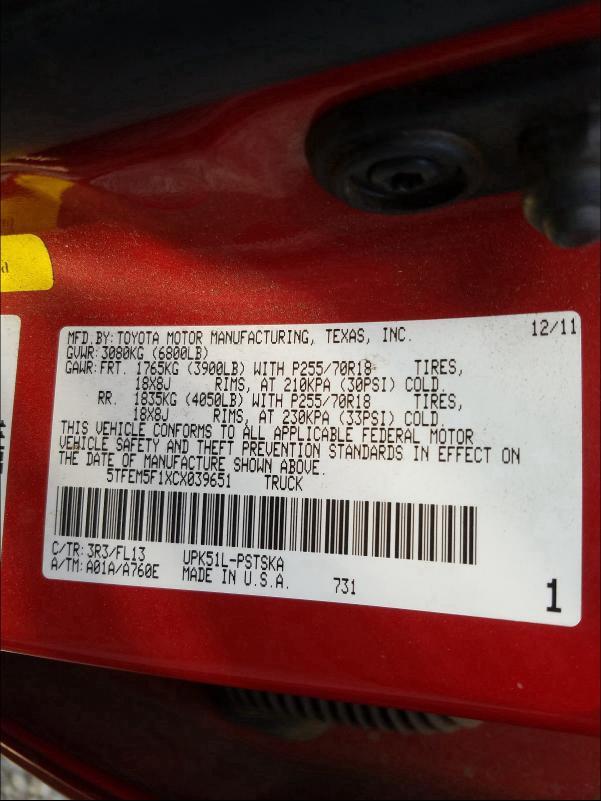 MFD.BY: TOYOTA MOTOR MANUFACTURING, TEXAS, INC. 12/11
GVWR: 3080KG (6800LB)
GAWR: FRT. 1765KG (3900LB) WITH P255/70R18 TIRES,
18X8J RIMS, AT 210KPA (30PSI) COLD.
RR. 1835KG (4050LB) WITH P255/70R18 TIRES,
18X8J RIMS, AT 230KPA (33PSI) COLD.
THIS VEHICLE CONFORMS TO ALL APPLICABLE FEDERAL MOTOR
VEHICLE SAFETY AND THEFT PREVENTION STANDARDS IN EFFECT ON
THE DATE OF MANUFACTURE SHOWN ABOVE.
5TFEM5F1XCX039651 TRUCK
C/TR: 3R3/FL13 UPK51L-PSTSKA
A/TM: A01A/A760E MADE IN U.S.A. 731 1